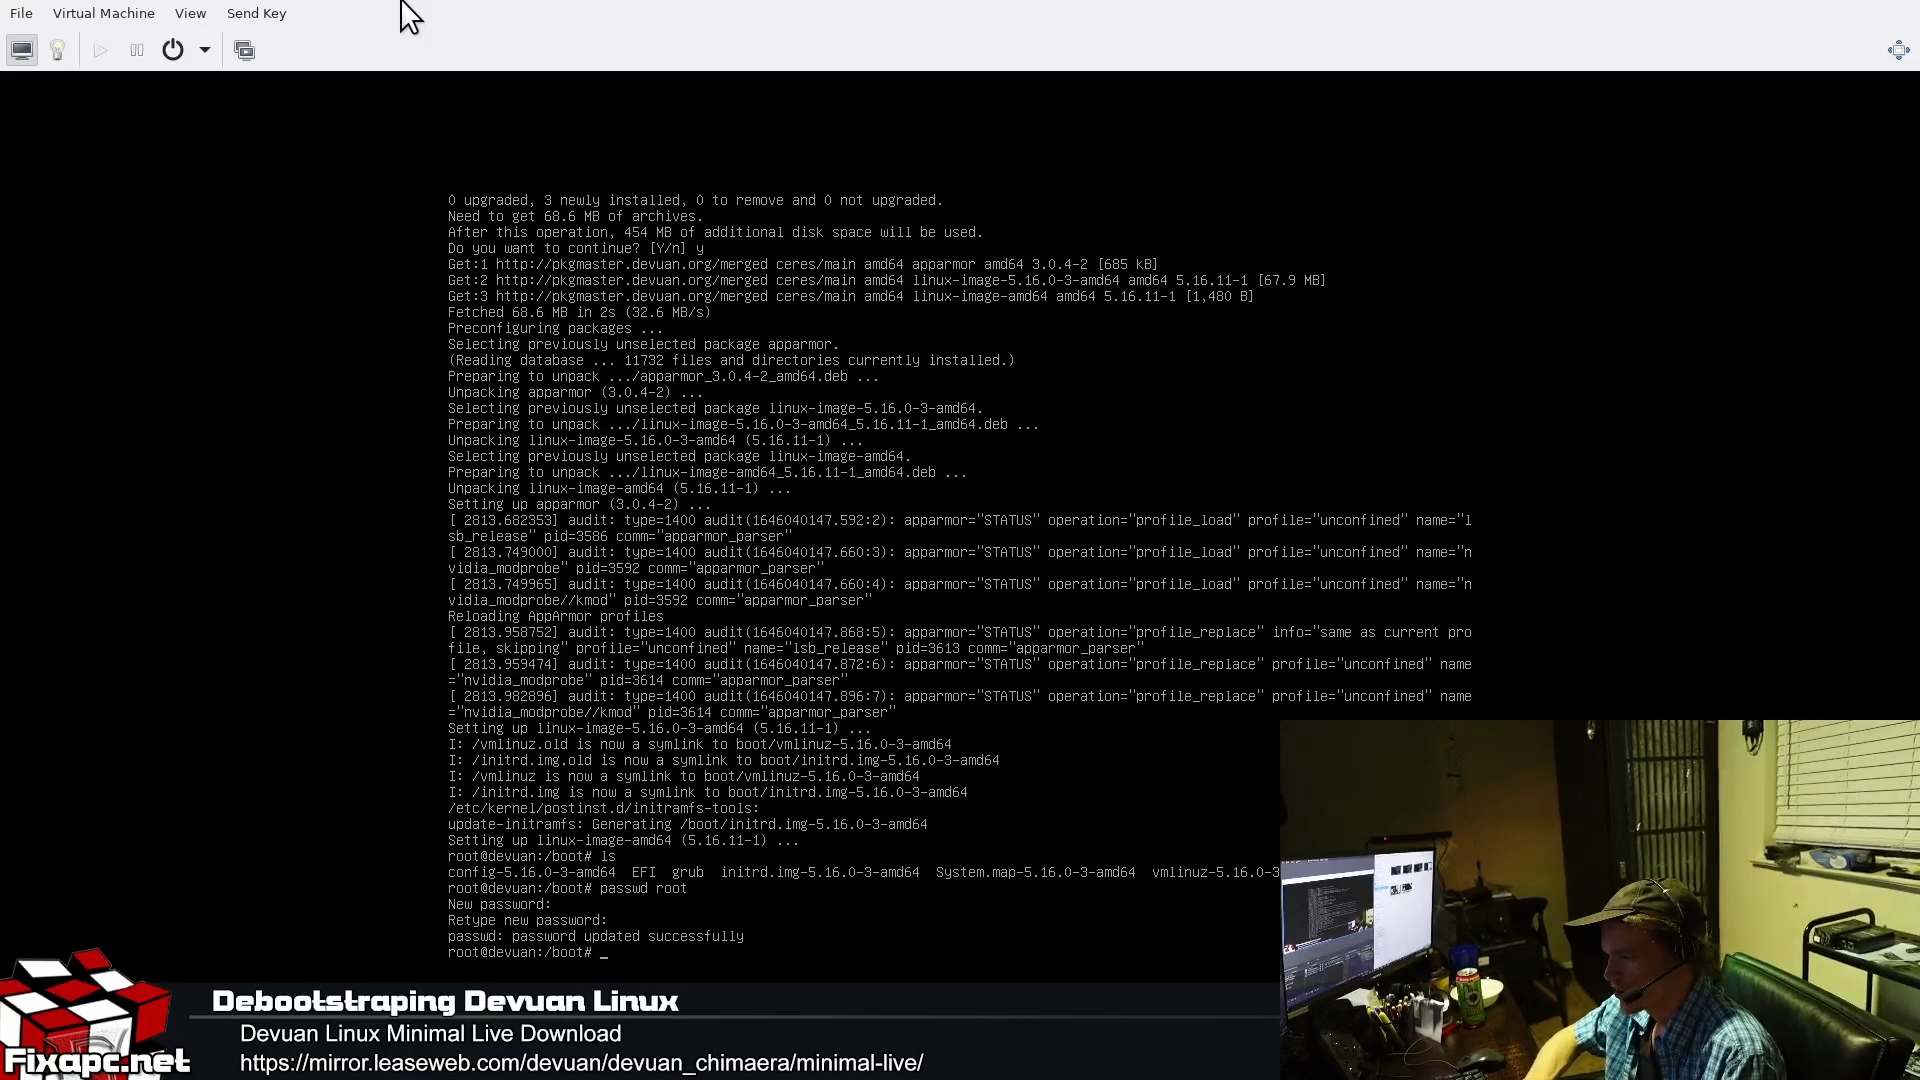 File Virtual Machine View Send Key
0 upgraded, 3 newly installed, 0 to remove and 0 not upgraded.
Need to get 68.6 MB of archives.
After this operation, 454 MB of additional disk space will be used.
Do you want to continue? [Y/n] y
Get:1 http://pkgmaster.devuan.org/merged ceres/main amd64 apparmor amd64 3.0.4-2 [685 kB]
Get:2 http://pkgmaster.devuan.org/merged ceres/main amd64 linux-image-5.16.0-3-amd64 amd64 5.16.11-1 [67.9 MB]
Get:3 http://pkgmaster.devuan.org/merged ceres/main amd64 linux-image-amd64 amd64 5.16.11-1 [1,480 B]
Fetched 68.6 MB in 2s (32.6 MB/s)
Preconfiguring packages ...
Selecting previously unselected package apparmor.
(Reading database ... 11732 files and directories currently installed.)
Preparing to unpack .../apparmor_3.0.4-2_amd64.deb ...
Unpacking apparmor (3.0.4-2) ...
Selecting previously unselected package linux-image-5.16.0-3-amd64.
Preparing to unpack .../linux-image-5.16.0-3-amd64_5.16.11-1_amd64.deb ...
Unpacking linux-image-5.16.0-3-amd64 (5.16.11-1) ...
Selecting previously unselected package linux-image-amd64.
Preparing to unpack .../linux-image-amd64_5.16.11-1_amd64.deb ...
Unpacking linux-image-amd64 (5.16.11-1) ...
Setting up apparmor (3.0.4-2) ...
[ 2813.682353] audit: type=1400 audit(1646040147.592:2): apparmor="STATUS" operation="profile_load" profile="unconfined" name="l
sb_release" pid=3586 comm="apparmor_parser"
[ 2813.749000] audit: type=1400 audit(1646040147.660:3): apparmor="STATUS" operation="profile_load" profile="unconfined" name="n
vidia_modprobe" pid=3592 comm="apparmor_parser"
[ 2813.749965] audit: type=1400 audit(1646040147.660:4): apparmor="STATUS" operation="profile_load" profile="unconfined" name="n
vidia_modprobe//kmod" pid=3592 comm="apparmor_parser"
Reloading AppArmor profiles
[ 2813.958752] audit: type=1400 audit(1646040147.868:5): apparmor="STATUS" operation="profile_replace" info="same as current pro
file, skipping" profile="unconfined" name="lsb_release" pid=3613 comm="apparmor_parser"
[ 2813.959474] audit: type=1400 audit(1646040147.872:6): apparmor="STATUS" operation="profile_replace" profile="unconfined" name
="nvidia_modprobe" pid=3614 comm="apparmor_parser"
[ 2813.982896] audit: type=1400 audit(1646040147.896:7): apparmor="STATUS" operation="profile_replace" profile="unconfined" name
="nvidia_modprobe//kmod" pid=3614 comm="apparmor_parser"
Setting up linux-image-5.16.0-3-amd64 (5.16.11-1) ...
I: /vmlinuz.old is now a symlink to boot/vmlinuz-5.16.0-3-amd64
I: /initrd.img.old is now a symlink to boot/initrd.img-5.16.0-3-amd64
I: /vmlinuz is now a symlink to boot/vmlinuz-5.16.0-3-amd64
I: /initrd.img is now a symlink to boot/initrd.img-5.16.0-3-amd64
/etc/kernel/postinst.d/initramfs-tools:
update-initramfs: Generating /boot/initrd.img-5.16.0-3-amd64
Setting up linux-image-amd64 (5.16.11-1) ...
root@devuan:/boot# ls
config-5.16.0-3-amd64 EFI grub initrd.img-5.16.0-3-amd64 System.map-5.16.0-3-amd64 vmlinuz-5.16.0-3
root@devuan:/boot# passwd root
New password:
Retype new password:
passwd: password updated successfully
root@devuan:/boot# _
Debootstraping Devuan Linux
Devuan Linux Minimal Live Download
https://mirror.leaseweb.com/devuan/devuan_chimaera/minimal-live/
Fixapc.net